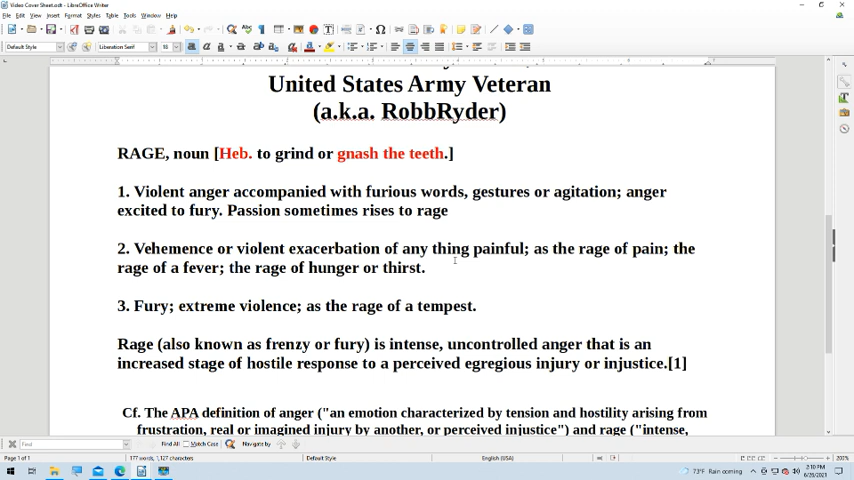 Video Cover Sheet.odt - LibreOffice Writer
File Edit View Insert Format Styles Table Form Tools Window Help
Default Style Liberation Serif 18
United States Army Veteran
(a.k.a. RobbRyder)
RAGE, noun [Heb. to grind or gnash the teeth.]
1. Violent anger accompanied with furious words, gestures or agitation; anger
excited to fury. Passion sometimes rises to rage
2. Vehemence or violent exacerbation of any thing painful; as the rage of pain; the
rage of a fever; the rage of hunger or thirst.
3. Fury; extreme violence; as the rage of a tempest.
Rage (also known as frenzy or fury) is intense, uncontrolled anger that is an
increased stage of hostile response to a perceived egregious injury or injustice.[1]
Cf. The APA definition of anger ("an emotion characterized by tension and hostility arising from
frustration, real or imagined injury by another, or perceived injustice") and rage ("intense,
Find Find All Match Case Navigate by
Page 1 of 1 177 words, 1,127 characters Default Style English (USA) 200%
73°F Rain coming 2:10 PM
6/20/2021